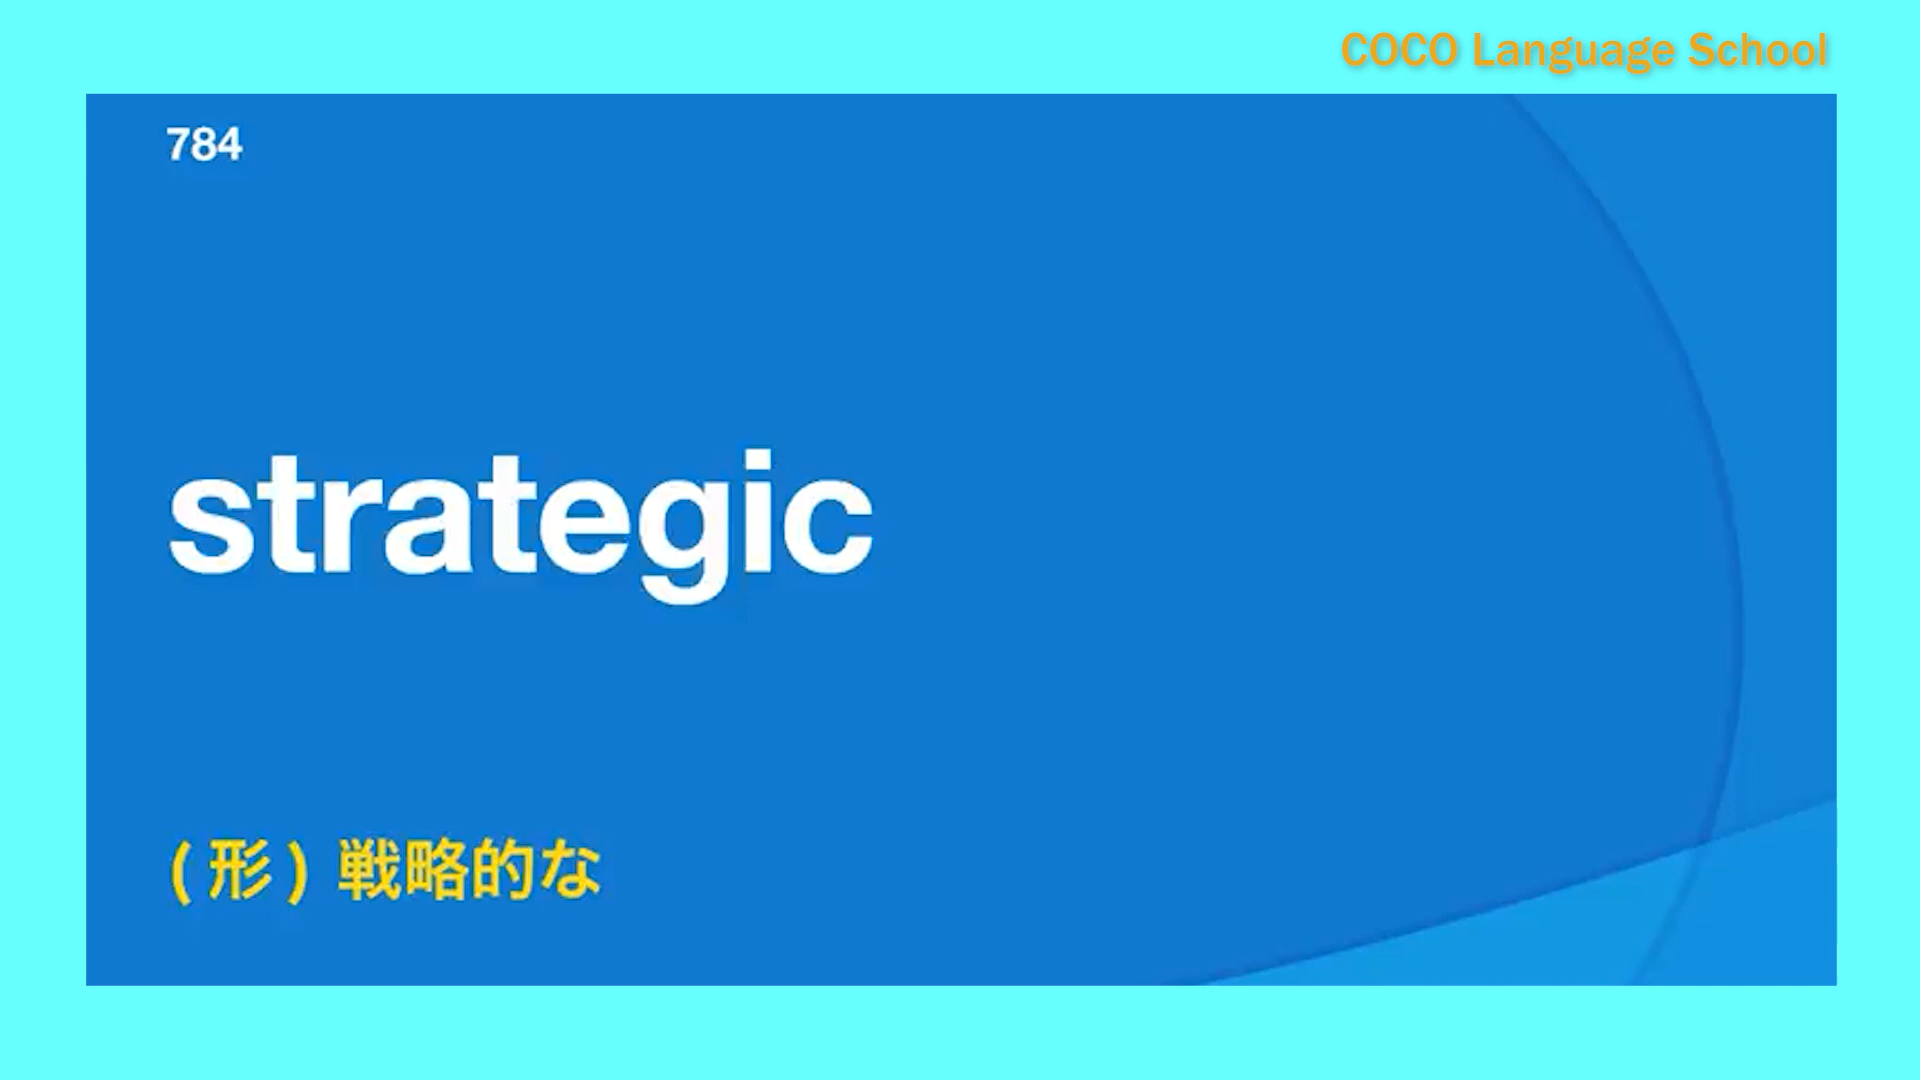 COCO Language School
784
strategic
(形) 戦略的な